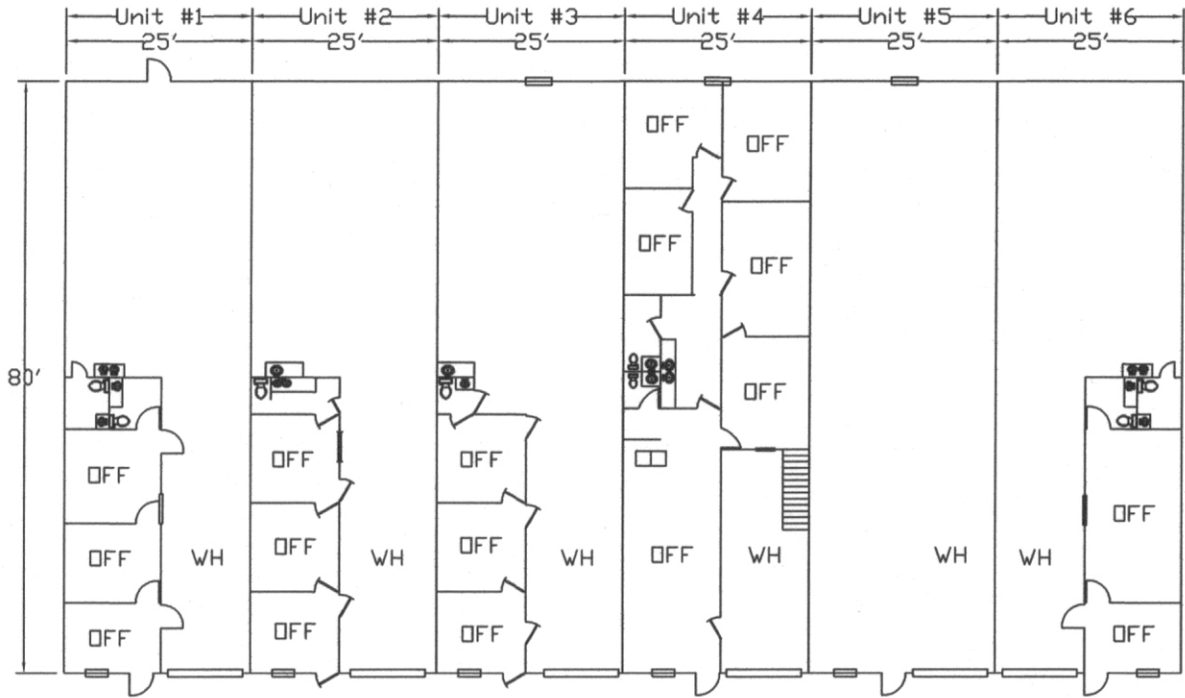 Unit #1 Unit #2 Unit #3 Unit #4 Unit #5 Unit #6
25' 25' 25' 25' 25' 25'
OFF
OFF
OFF
OFF
80'
OFF
OFF
OFF OFF OFF
OFF
OFF WH OFF WH OFF WH OFF WH WH WH
OFF OFF OFF OFF